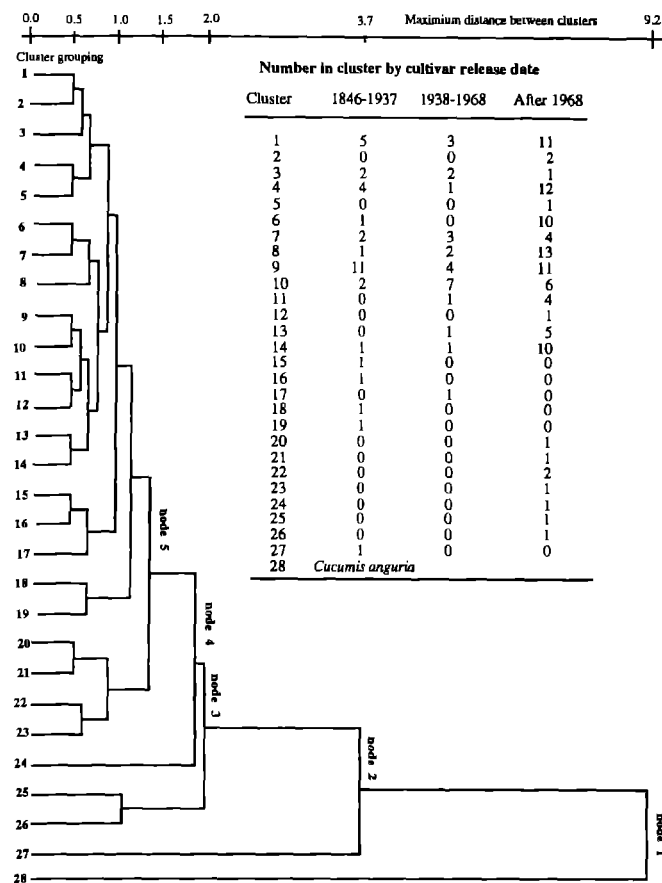 0.0 0.5 1.0 1.5 2.0 3.7 Maximium distance between clusters 9.2
Cluster grouping
Number in cluster by cultivar release date
Cluster 1846-1937 1938-1968 After 1968
1 5 3 11
2 0 0 2
3 2 2 1
4 4 1 12
5 0 0 1
6 1 0 10
7 2 3 4
8 1 2 13
9 11 4 11
10 2 7 6
11 0 1 4
12 0 0 1
13 0 1 5
14 1 1 10
15 1 0 0
16 1 0 0
17 0 1 0
18 1 0 0
19 1 0 0
20 0 0 1
21 0 0 1
22 0 0 2
23 0 0 1
24 0 0 1
25 0 0 1
26 0 0 1
27 1 0 0
28 Cucumis anguria
1
2
3
4
5
6
7
8
9
10
11
12
13
14
15
16
17
18
19
20
21
22
23
24
25
26
27
28
node 5
node 4
node 3
node 2
node 1